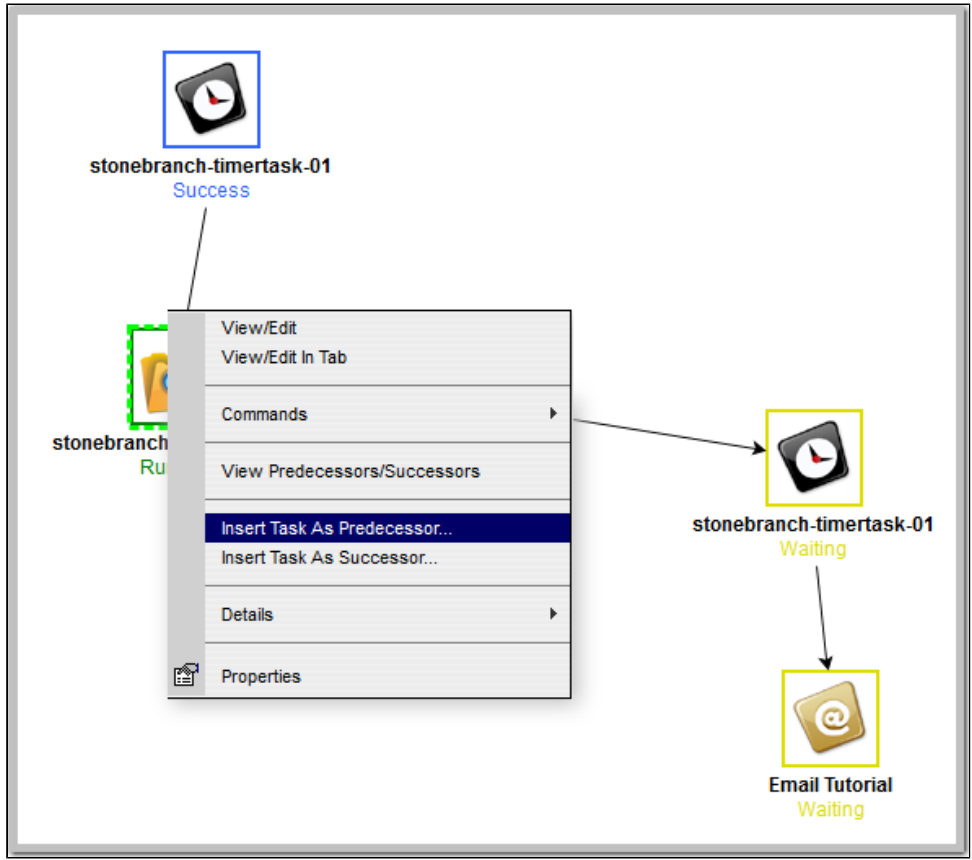 stonebranch-timertask-01
Success
View/Edit
View/Edit In Tab
Commands
stonebranch
Ru
View Predecessors/Successors
Insert Task As Predecessor...
Insert Task As Successor...
Details
Properties
stonebranch-timertask-01
Waiting
@
Email Tutorial
Waiting